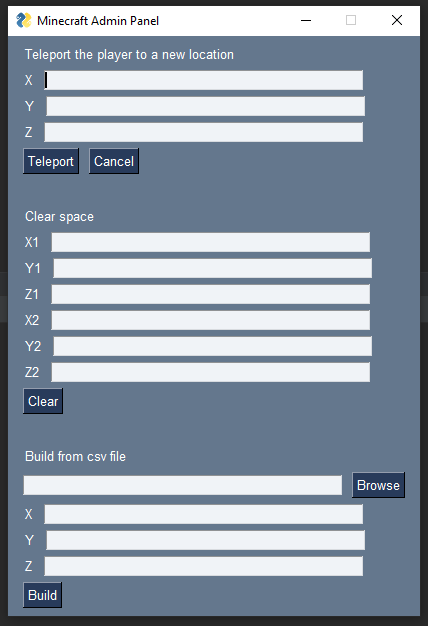 Minecraft Admin Panel
Teleport the player to a new location
X
Y
Z
Teleport Cancel
Clear space
X1
Y1
Z1
X2
Y2
Z2
Clear
Build from csv file
Browse
X
Y
Z
Build